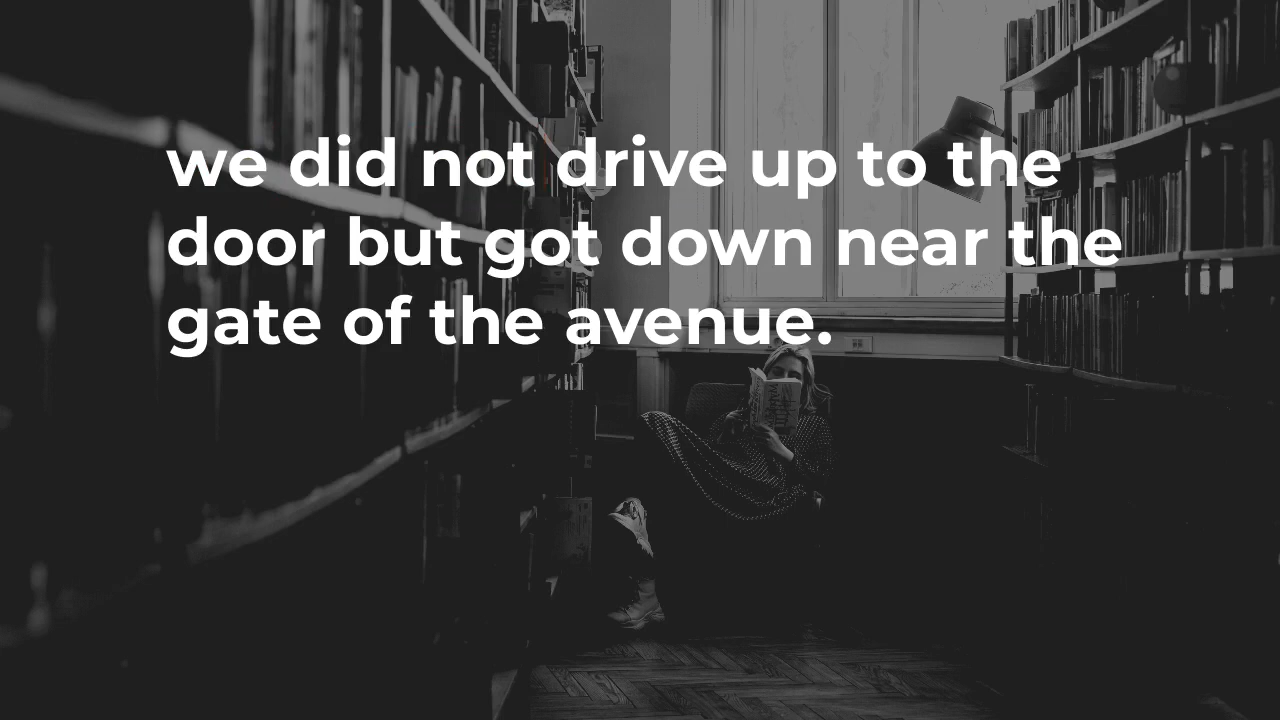 we did not drive up to the
door but got down near the
gate of the avenue.